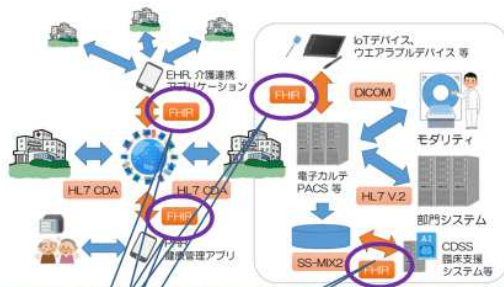 EHR、介護連携
アプリケーション
FHIR
HL7 CDA
HL7 CDA
FHIR
健康管理アプリ
IoTデバイス、
ウエアラブルデバイス 等
FHIR
DICOM
モダリティ
電子カルテ
PACS 等
HL7 V.2
部門システム
SS-MIX2
FHIR
AI
CDSS
臨床支援
システム等